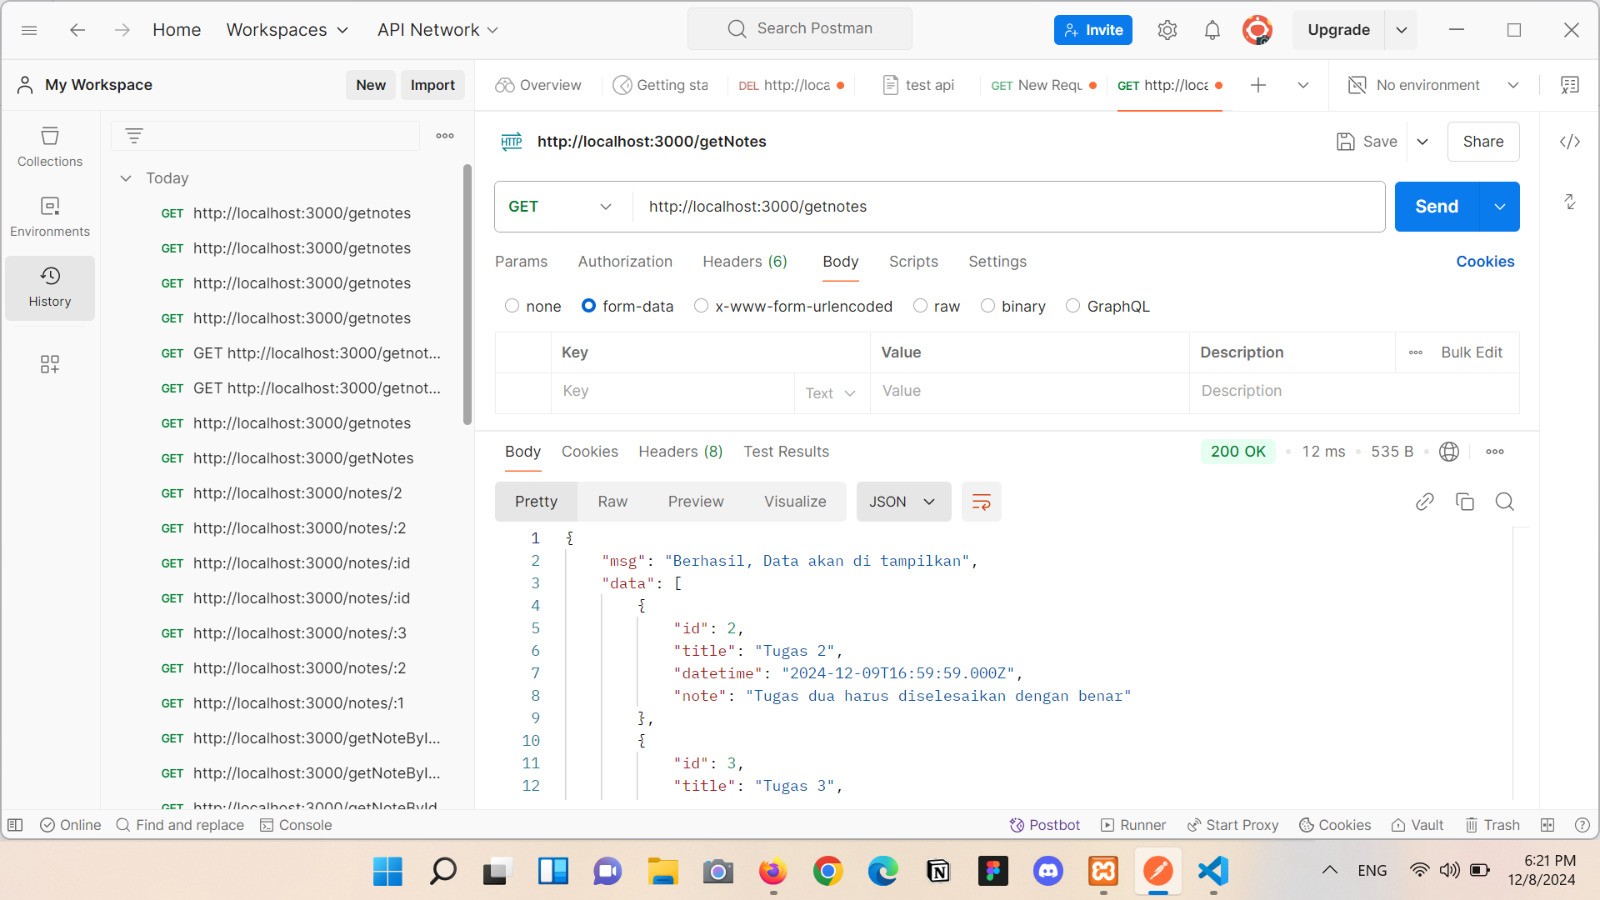 Home Workspaces API Network Search Postman Invite Upgrade
My Workspace New Import Overview Getting sta DEL http://loca test api GET New Requ GET http://loca No environment
Collections
Environments
History
Today
GET http://localhost:3000/getnotes
GET http://localhost:3000/getnotes
GET http://localhost:3000/getnotes
GET http://localhost:3000/getnotes
GET GET http://localhost:3000/getnot...
GET GET http://localhost:3000/getnot...
GET http://localhost:3000/getnotes
GET http://localhost:3000/getNotes
GET http://localhost:3000/notes/2
GET http://localhost:3000/notes/:2
GET http://localhost:3000/notes/:id
GET http://localhost:3000/notes/:id
GET http://localhost:3000/notes/:3
GET http://localhost:3000/notes/:2
GET http://localhost:3000/notes/:1
GET http://localhost:3000/getNoteByI...
GET http://localhost:3000/getNoteByI...
GET http://localhost:3000/getNoteById
HTTP http://localhost:3000/getNotes Save Share
GET http://localhost:3000/getnotes Send
Params Authorization Headers (6) Body Scripts Settings Cookies
none form-data x-www-form-urlencoded raw binary GraphQL
Key Value Description Bulk Edit
Key Text Value Description
Body Cookies Headers (8) Test Results 200 OK 12 ms 535 B
Pretty Raw Preview Visualize JSON
1 {
2 "msg": "Berhasil, Data akan di tampilkan",
3 "data": [
4 {
5 "id": 2,
6 "title": "Tugas 2",
7 "datetime": "2024-12-09T16:59:59.000Z",
8 "note": "Tugas dua harus diselesaikan dengan benar"
9 },
10 {
11 "id": 3,
12 "title": "Tugas 3",
Online Find and replace Console Postbot Runner Start Proxy Cookies Vault Trash
ENG 6:21 PM
12/8/2024